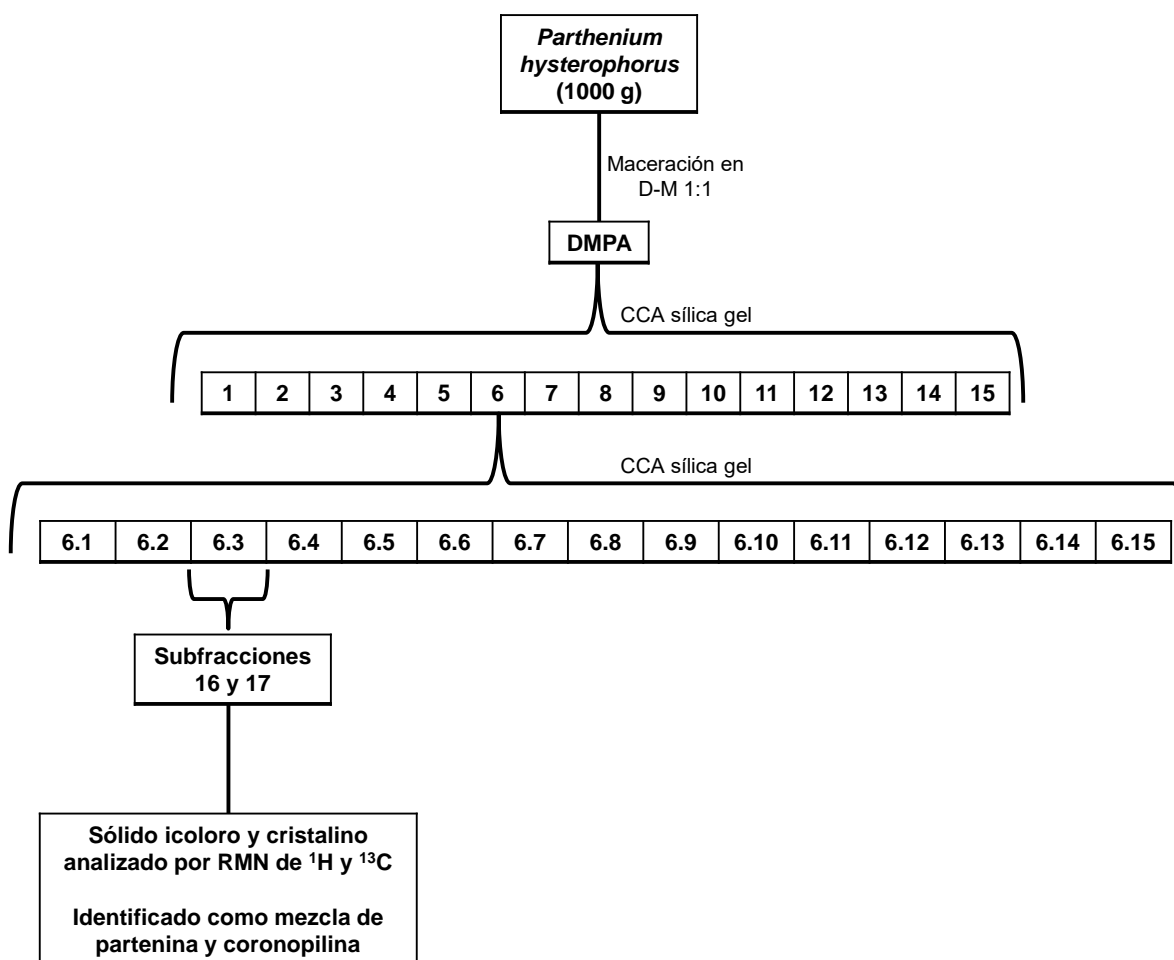 Parthenium
hysterophorus
(1000 g)
Maceración en
D-M 1:1
DMPA
CCA sílica gel
1 2 3 4 5 6 7 8 9 10 11 12 13 14 15
CCA sílica gel
6.1 6.2 6.3 6.4 6.5 6.6 6.7 6.8 6.9 6.10 6.11 6.12 6.13 6.14 6.15
Subfracciones
16 y 17
Sólido icoloro y cristalino
analizado por RMN de ¹H y ¹³C
Identificado como mezcla de
partenina y coronopilina